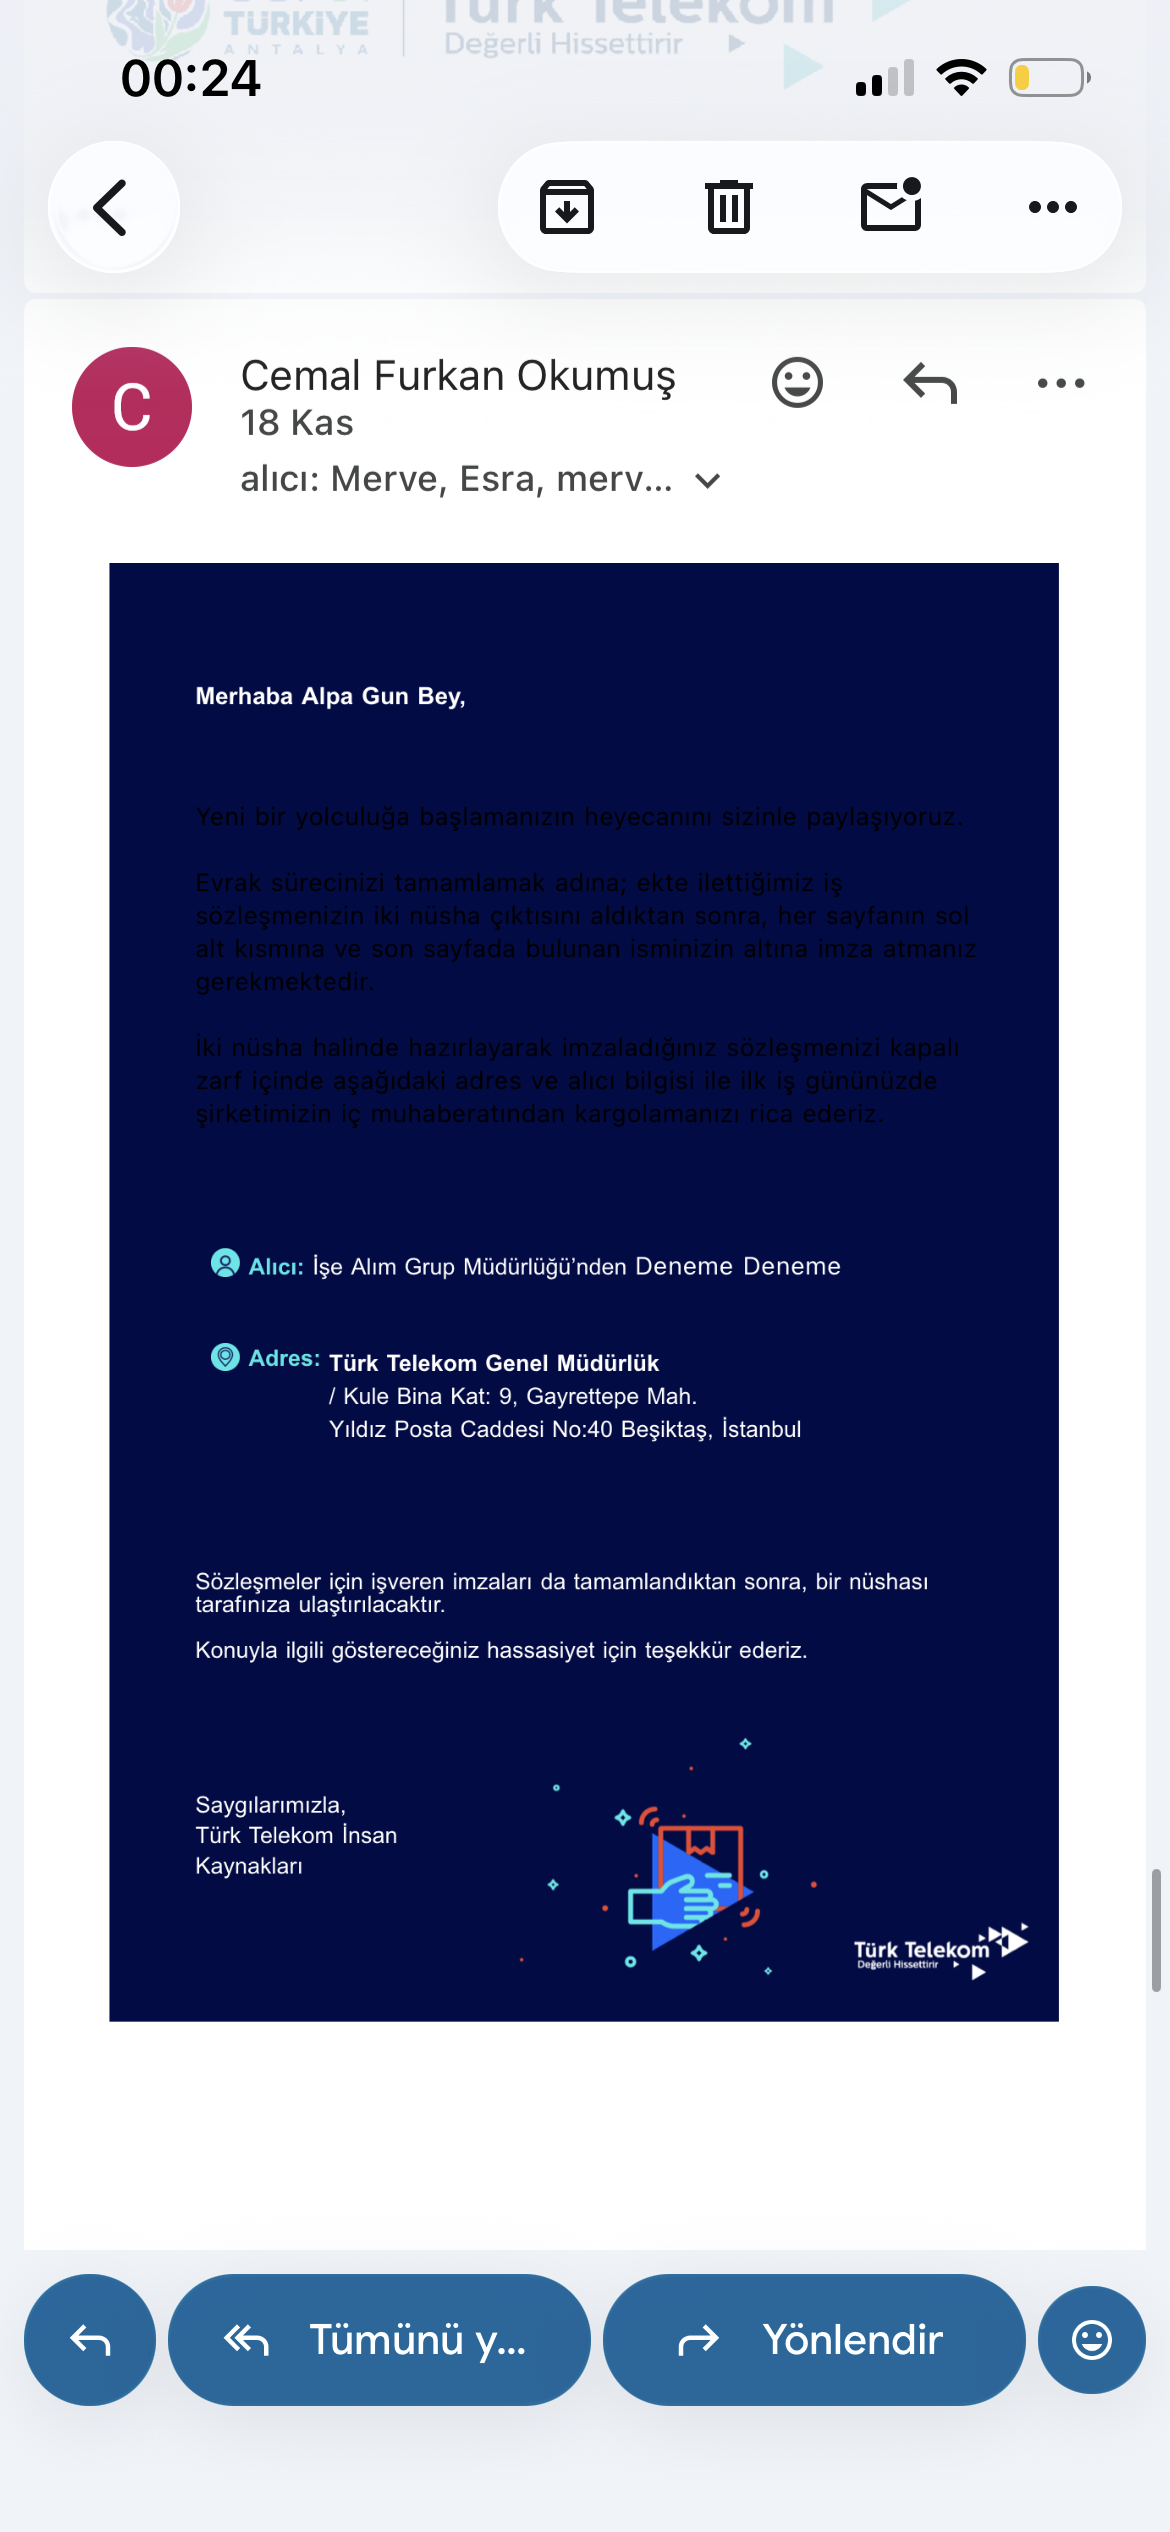 TÜRKİYE
ANTALYA
Türk Telekom
Değerli Hissettirir
00:24
Cemal Furkan Okumuş
18 Kas
alıcı: Merve, Esra, merv...
C
Merhaba Alpa Gun Bey,
Yeni bir yolculuğa başlamanızın heyecanını sizinle paylaşıyoruz.
Evrak sürecinizi tamamlamak adına; ekte ilettiğimiz iş
sözleşmenizin iki nüsha çıktısını aldıktan sonra, her sayfanın sol
alt kısmına ve son sayfada bulunan isminizin altına imza atmanız
gerekmektedir.
İki nüsha halinde hazırlayarak imzaladığınız sözleşmenizi kapalı
zarf içinde aşağıdaki adres ve alıcı bilgisi ile ilk iş gününüzde
şirketimizin iç muhaberatından kargolamanızı rica ederiz.
Alıcı: İşe Alım Grup Müdürlüğü’nden Deneme Deneme
Adres: Türk Telekom Genel Müdürlük
/ Kule Bina Kat: 9, Gayrettepe Mah.
Yıldız Posta Caddesi No:40 Beşiktaş, İstanbul
Sözleşmeler için işveren imzaları da tamamlandıktan sonra, bir nüshası
tarafınıza ulaştırılacaktır.
Konuyla ilgili göstereceğiniz hassasiyet için teşekkür ederiz.
Saygılarımızla,
Türk Telekom İnsan
Kaynakları
Türk Telekom
Değerli Hissettirir
Tümünü y...
Yönlendir